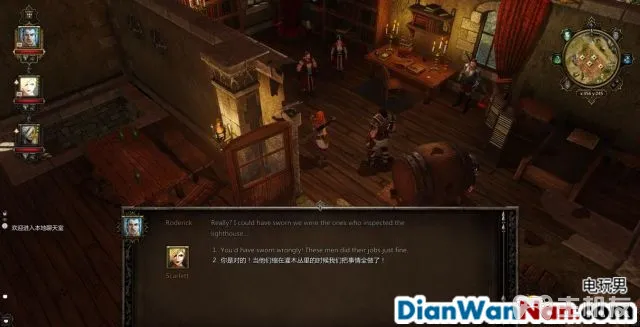 x:356 y:245
欢迎进入本地聊天室
Roderick
Really? I could have sworn we were the ones who inspected the
lighthouse...
Scarlett
1. You'd have sworn wrongly! These men did their jobs just fine.
2. 你是对的！当他们缩在灌木丛里的时候我们把事情全做了！
电玩男
DianWanNan.com